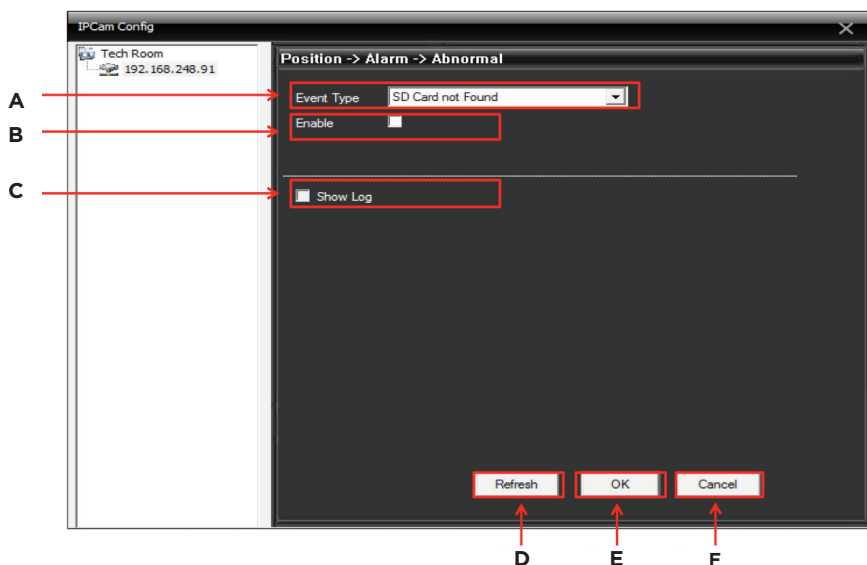 IPCam Config
Tech Room
192.168.248.91
Position -> Alarm -> Abnormal
A
Event Type SD Card not Found
B
Enable
C
Show Log
Refresh OK Cancel
D E F